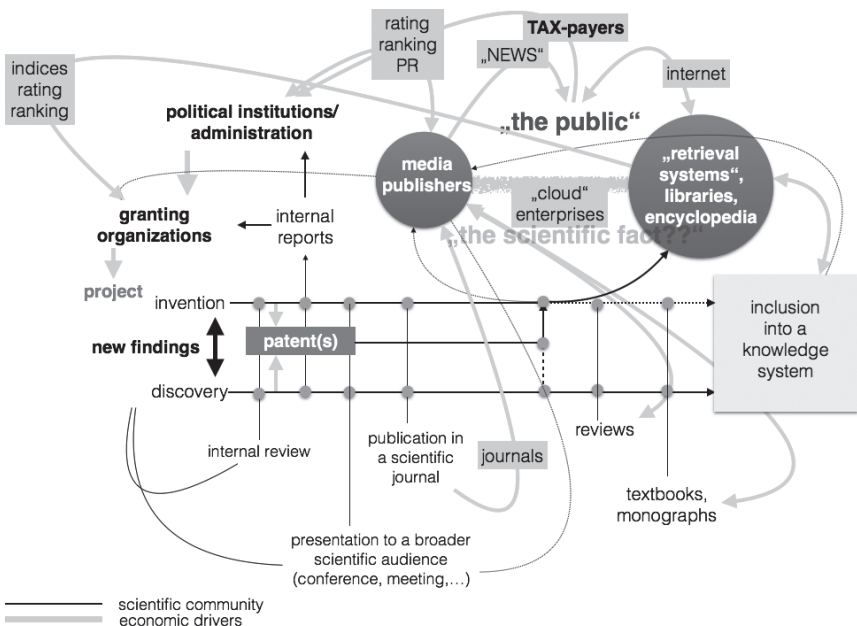 rating
ranking
PR
TAX-payers
„NEWS“
indices
rating
ranking
internet
political institutions/
administration
„the public“
media
publishers
„retrieval
systems“,
libraries,
encyclopedia
„cloud“
enterprises
granting
organizations
internal
reports
„the scientific fact??“
project
invention
inclusion
into a
knowledge
system
new findings
patent(s)
discovery
internal review
publication in
a scientific
journal
journals
reviews
textbooks,
monographs
presentation to a broader
scientific audience
(conference, meeting,...)
scientific community
economic drivers